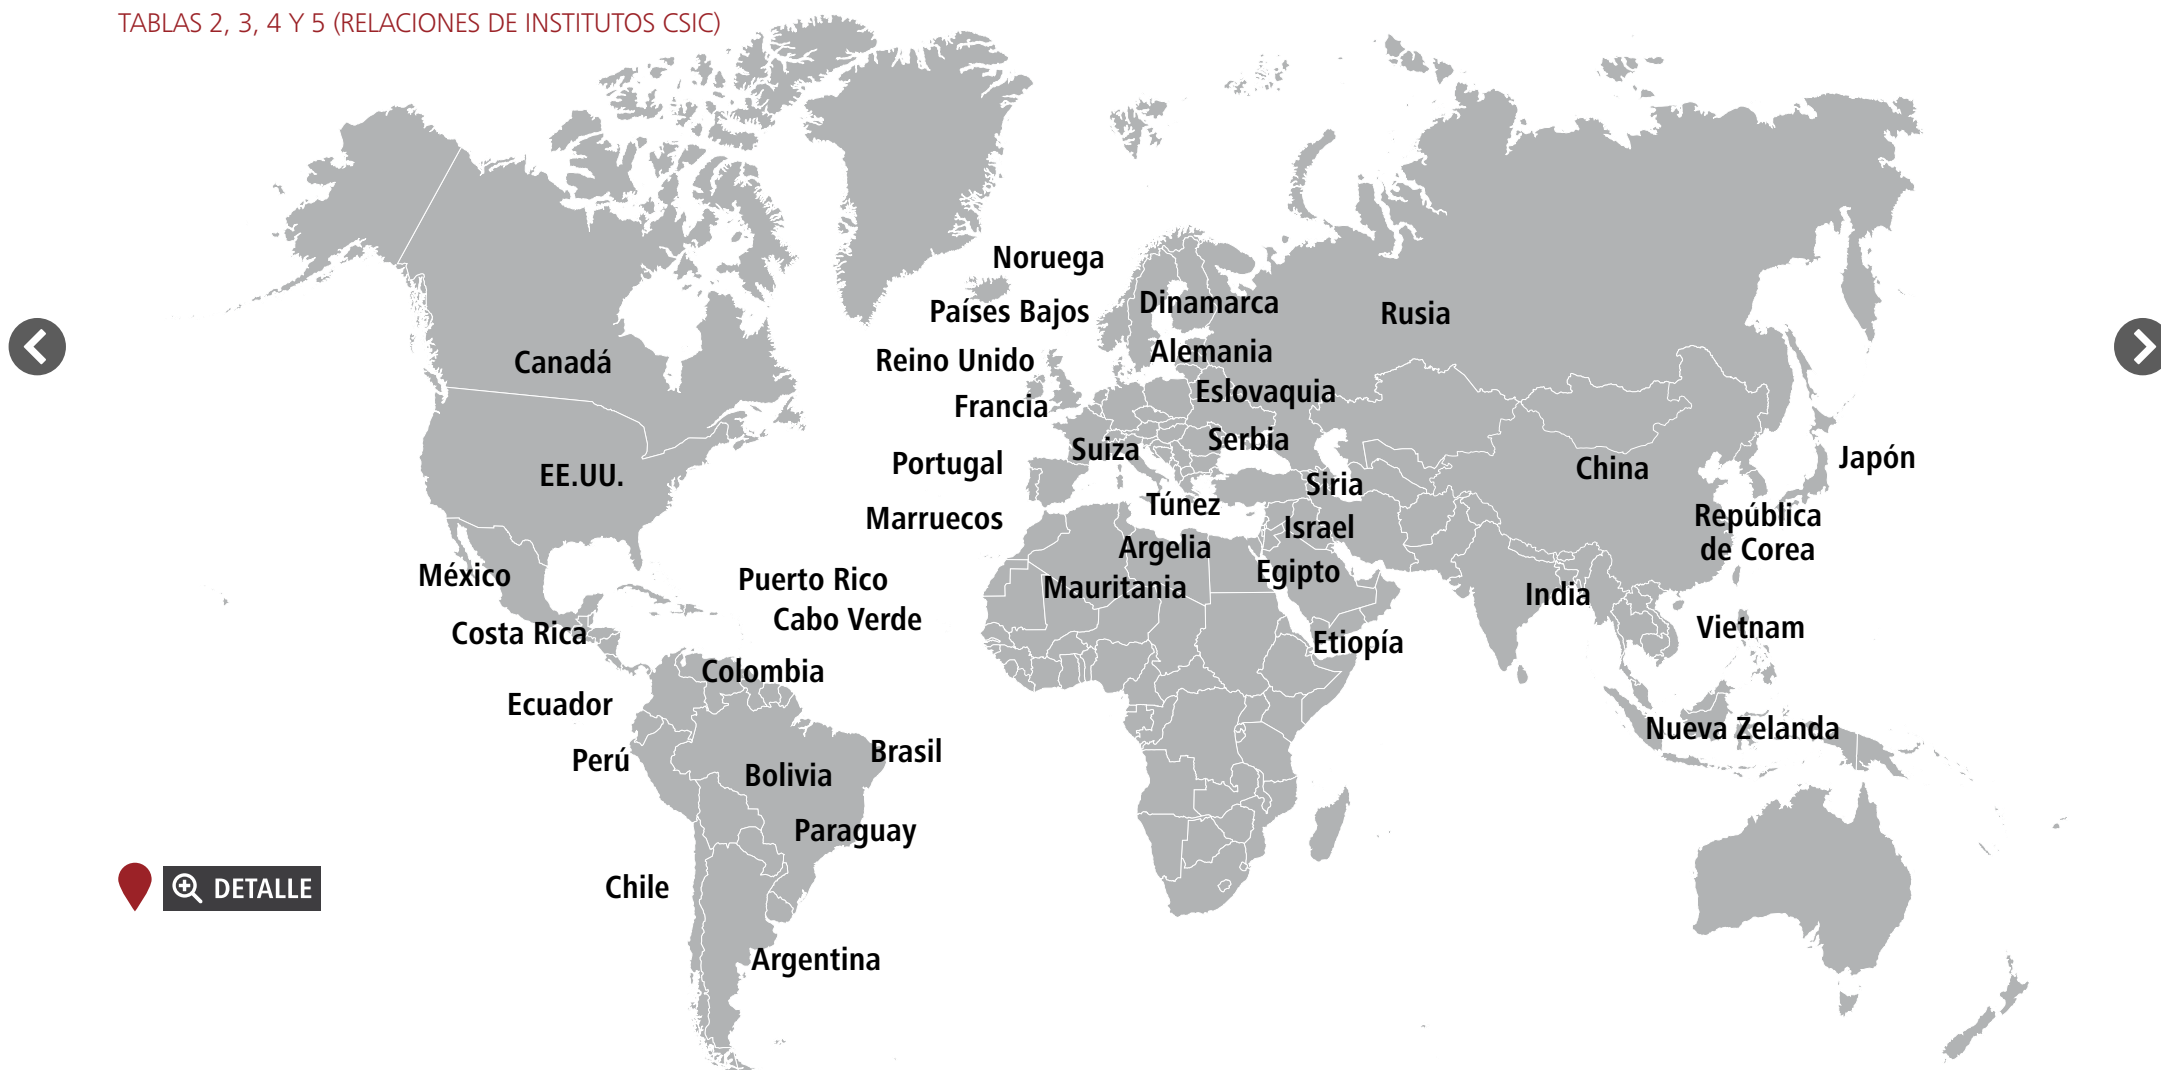 TABLAS 2, 3, 4 Y 5 (RELACIONES DE INSTITUTOS CSIC)
Noruega
Dinamarca
Países Bajos
Rusia
Alemania
Reino Unido
Canadá
Eslovaquia
Francia
Serbia
Suiza
Portugal
Japón
China
EE.UU.
Siria
Túnez
Marruecos
República
de Corea
Israel
Argelia
México
Puerto Rico
Egipto
Mauritania
India
Cabo Verde
Vietnam
Costa Rica
Etiopía
Colombia
Ecuador
Nueva Zelanda
Brasil
Perú
Bolivia
Paraguay
Chile
DETALLE
Argentina